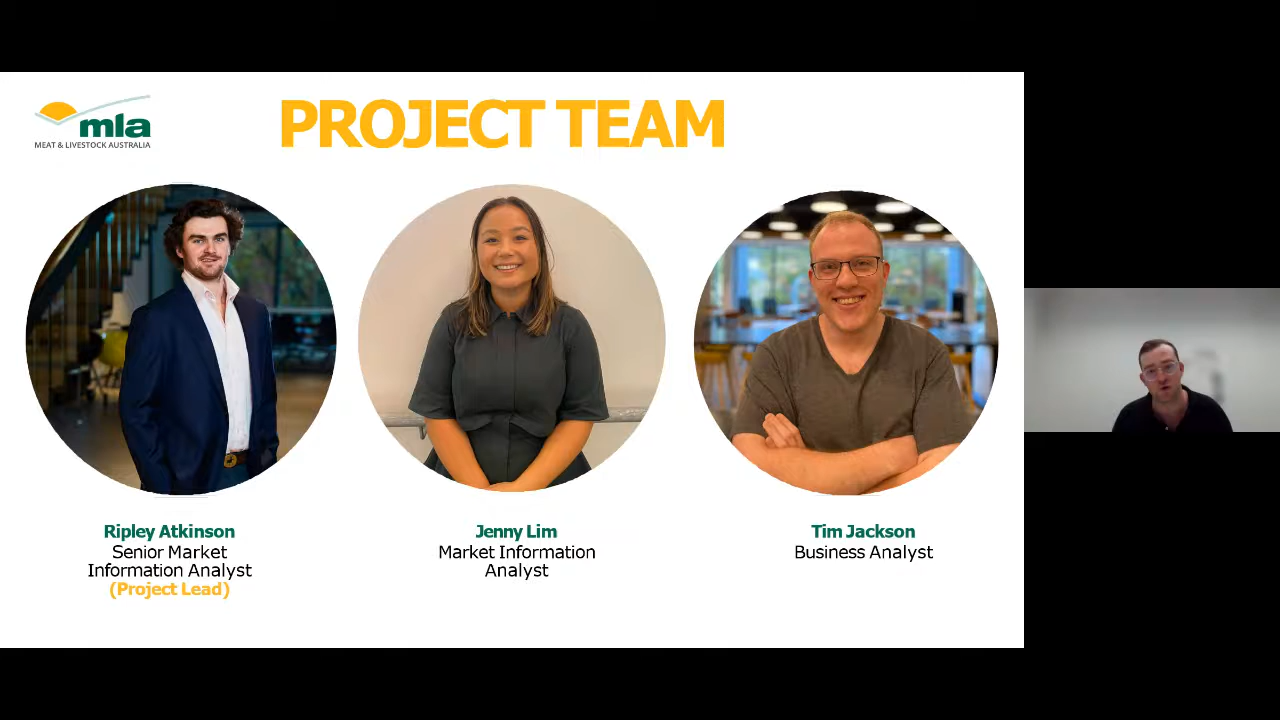 mla
MEAT & LIVESTOCK AUSTRALIA
PROJECT TEAM
Ripley Atkinson
Senior Market
Information Analyst
(Project Lead)
Jenny Lim
Market Information
Analyst
Tim Jackson
Business Analyst